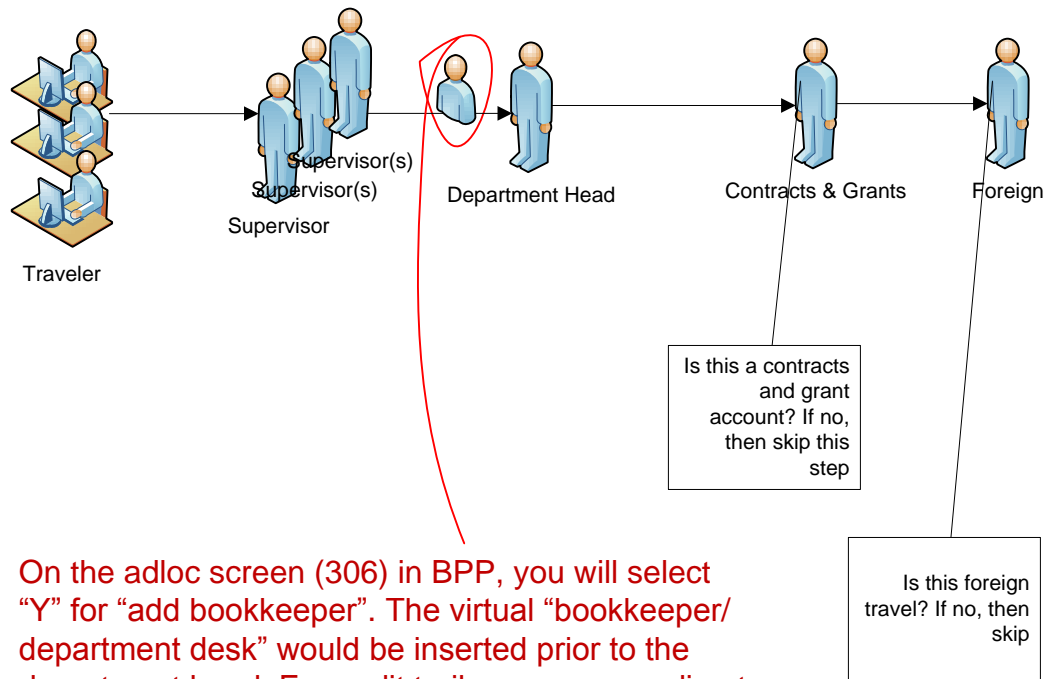 Supervisor(s)
Supervisor(s)
Supervisor
Department Head
Contracts & Grants
Foreign
Traveler
Is this a contracts
and grant
account? If no,
then skip this
step
Is this foreign
travel? If no, then
skip
On the adloc screen (306) in BPP, you will select
“Y” for “add bookkeeper”. The virtual “bookkeeper/
department desk” would be inserted prior to the